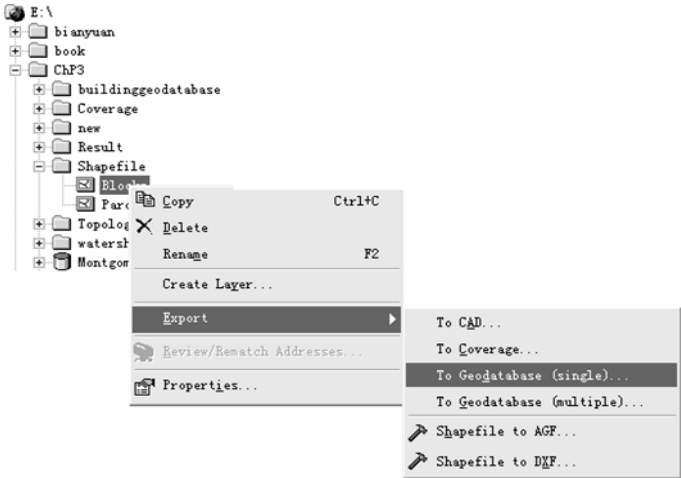 E:\
bianyuan
book
ChP3
buildinggeodatabase
Coverage
new
Result
Shapefile
Copy Ctrl+C
Delete
Rename F2
Create Layer...
Export
Review/Rematch Addresses...
Properties...
To CAD...
To Coverage...
To Geodatabase (single)...
To Geodatabase (multiple)...
Shapefile to AGF...
Shapefile to DXF...